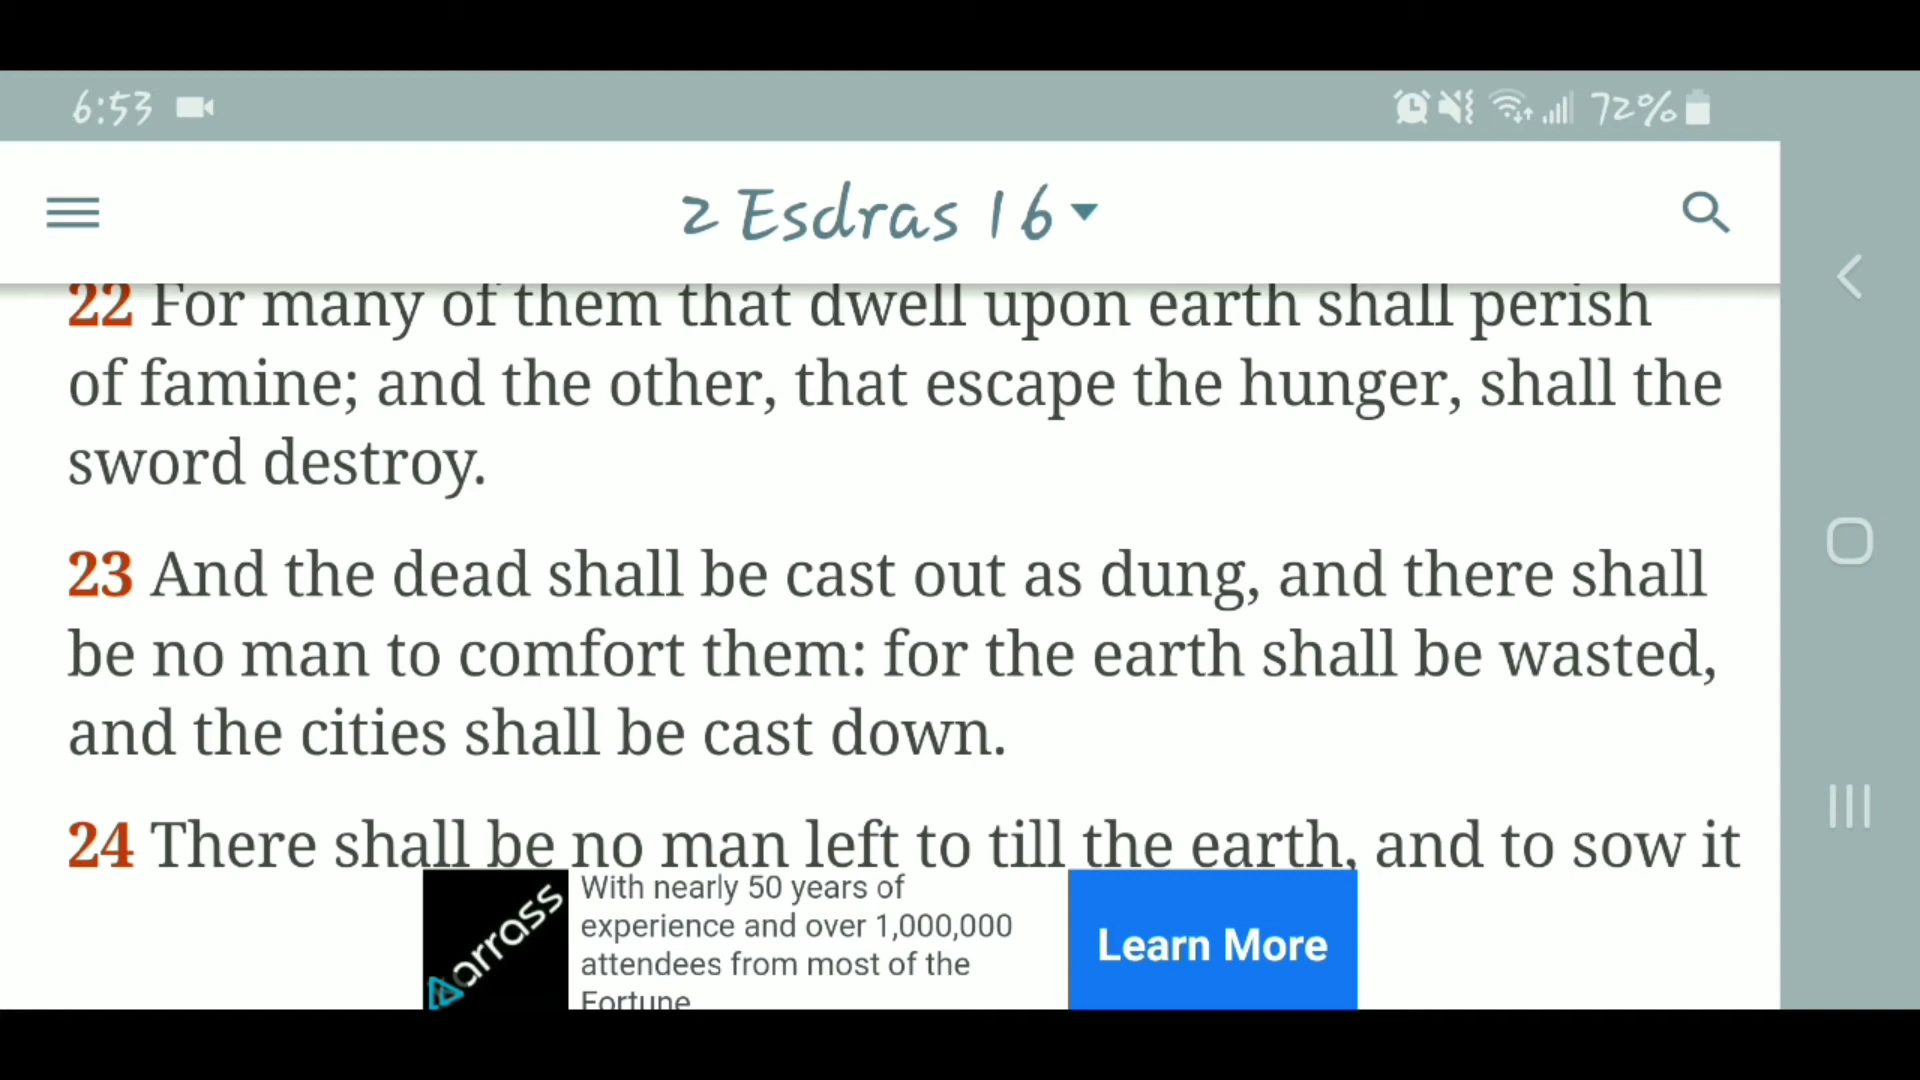 6:53
72%
2 Esdras 16
22 For many of them that dwell upon earth shall perish
of famine; and the other, that escape the hunger, shall the
sword destroy.
23 And the dead shall be cast out as dung, and there shall
be no man to comfort them: for the earth shall be wasted,
and the cities shall be cast down.
24 There shall be no man left to till the earth, and to sow it
arrass
With nearly 50 years of
experience and over 1,000,000
attendees from most of the
Fortune
Learn More